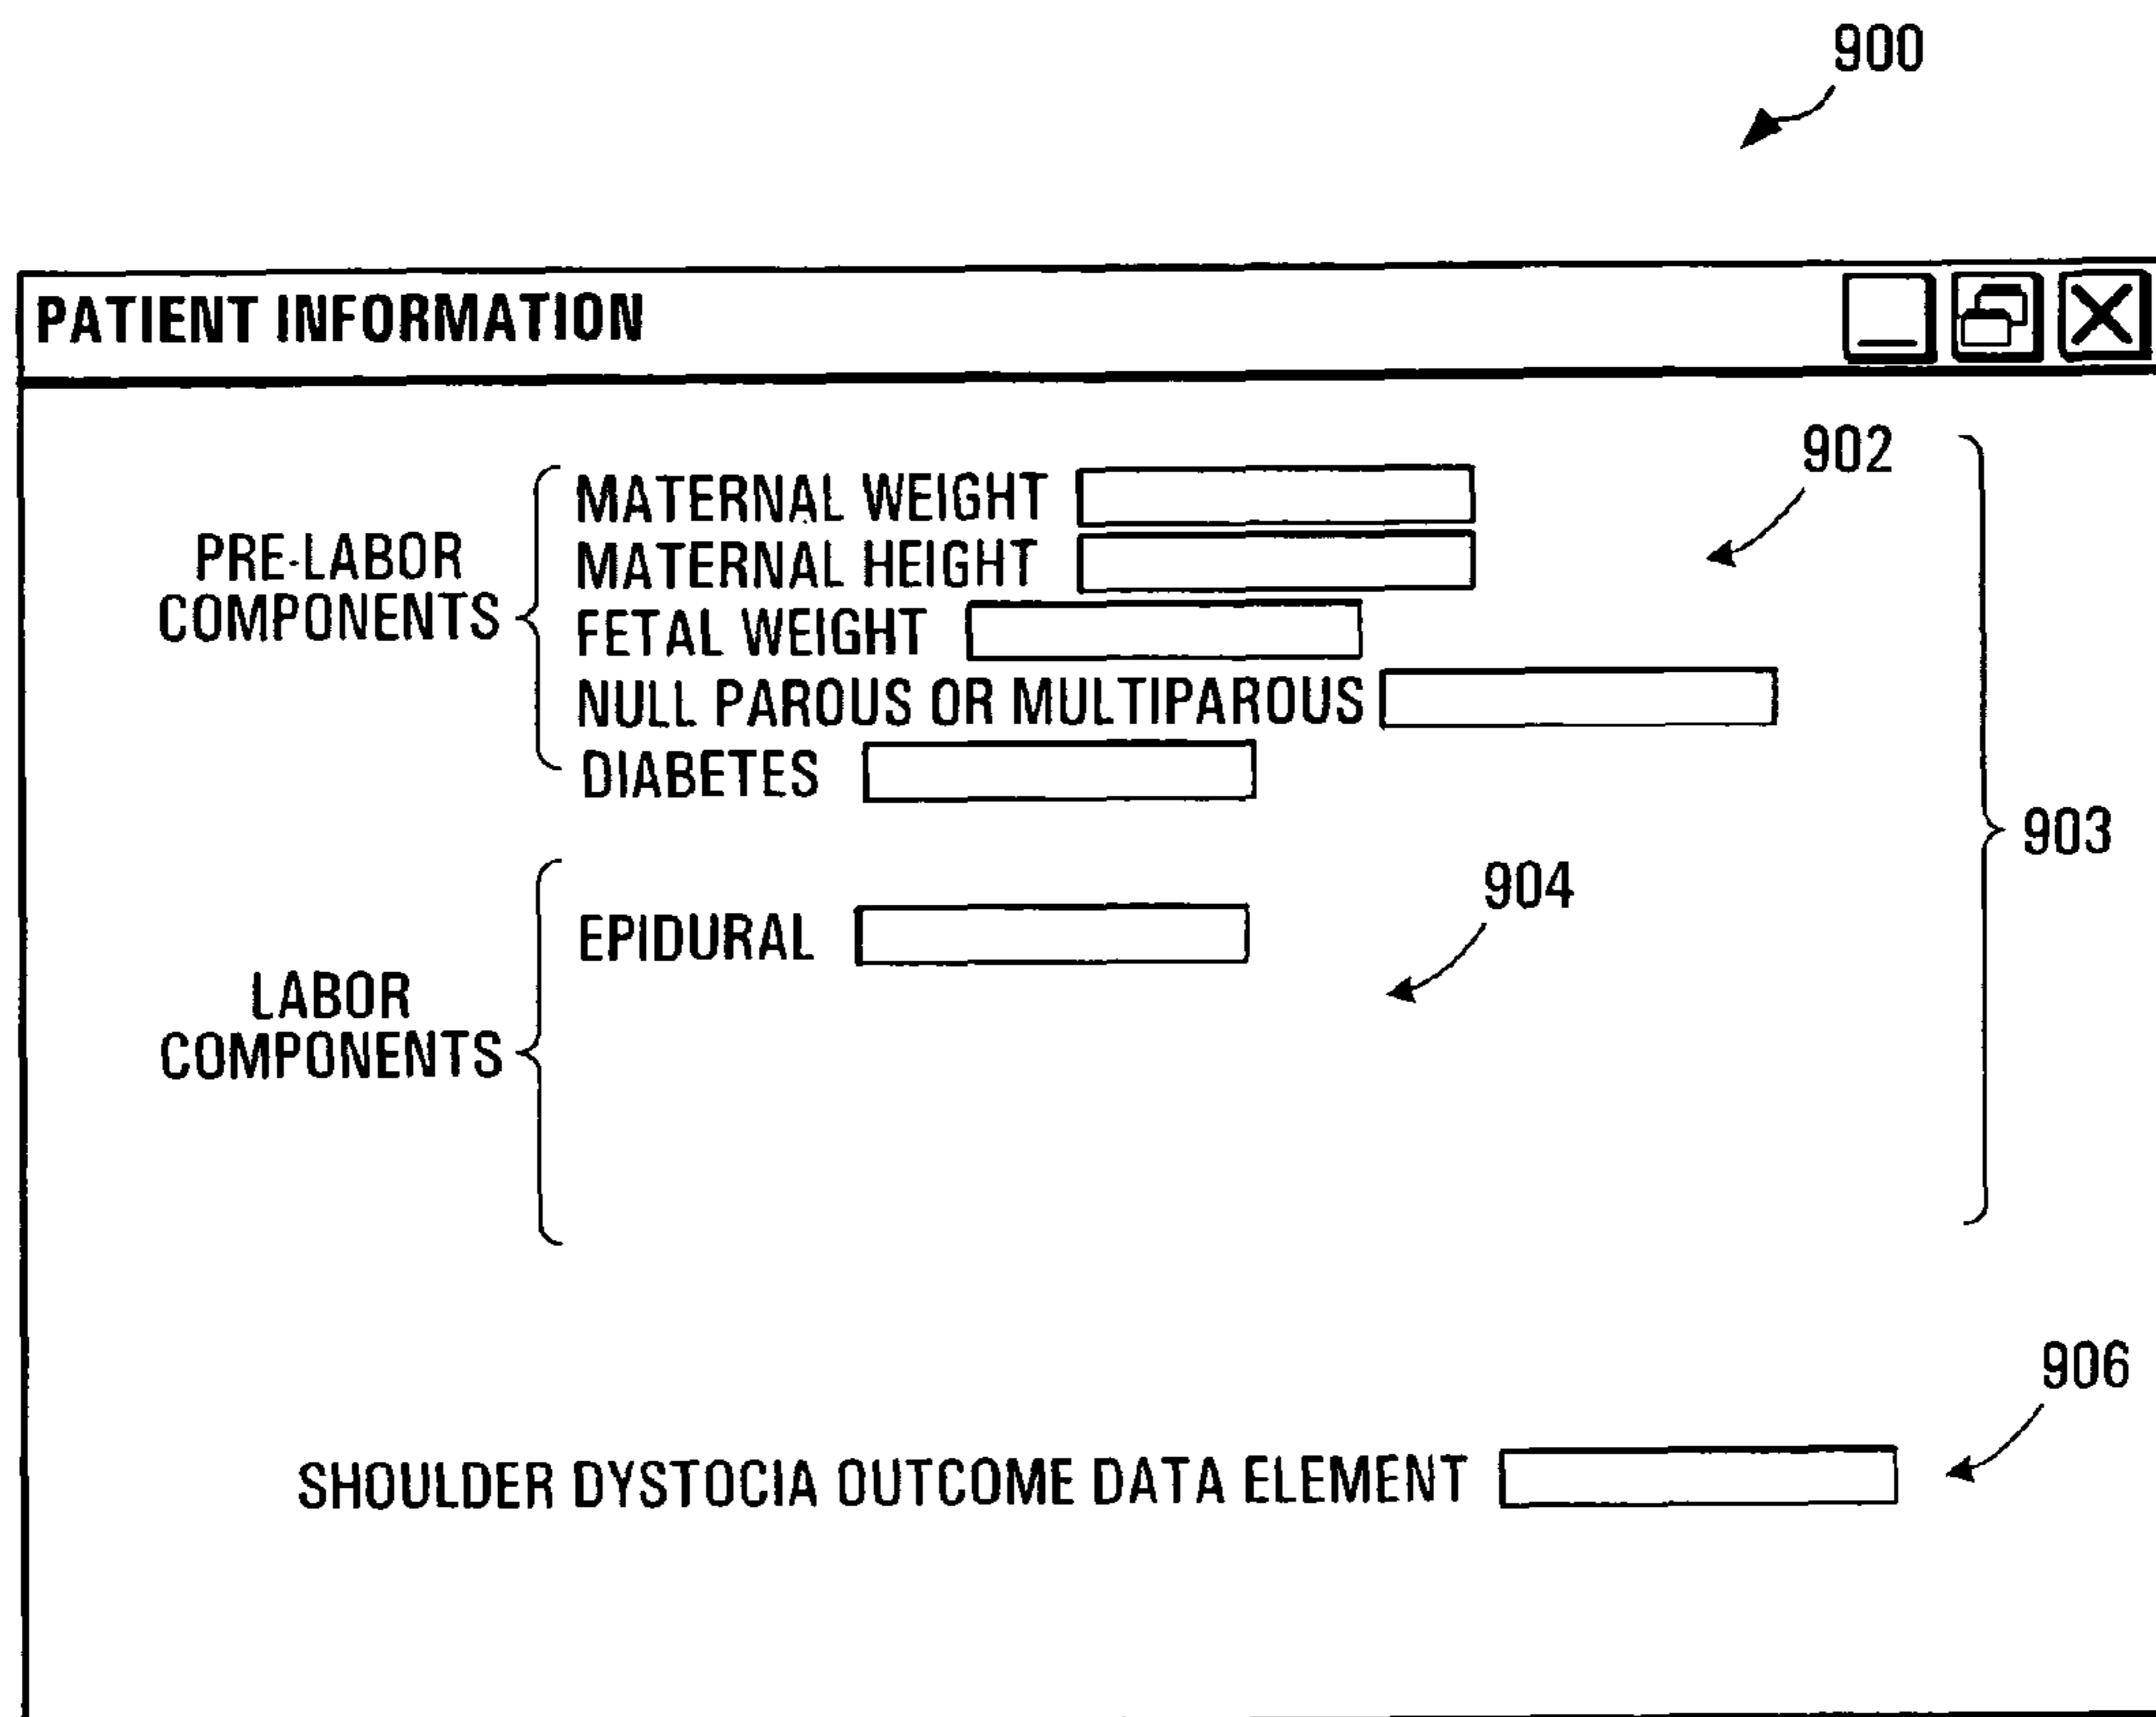 900
PATIENT INFORMATION
902
PRE-LABOR
COMPONENTS
MATERNAL WEIGHT
MATERNAL HEIGHT
FETAL WEIGHT
NULL PAROUS OR MULTIPAROUS
DIABETES
903
904
LABOR
COMPONENTS
EPIDURAL
906
SHOULDER DYSTOCIA OUTCOME DATA ELEMENT